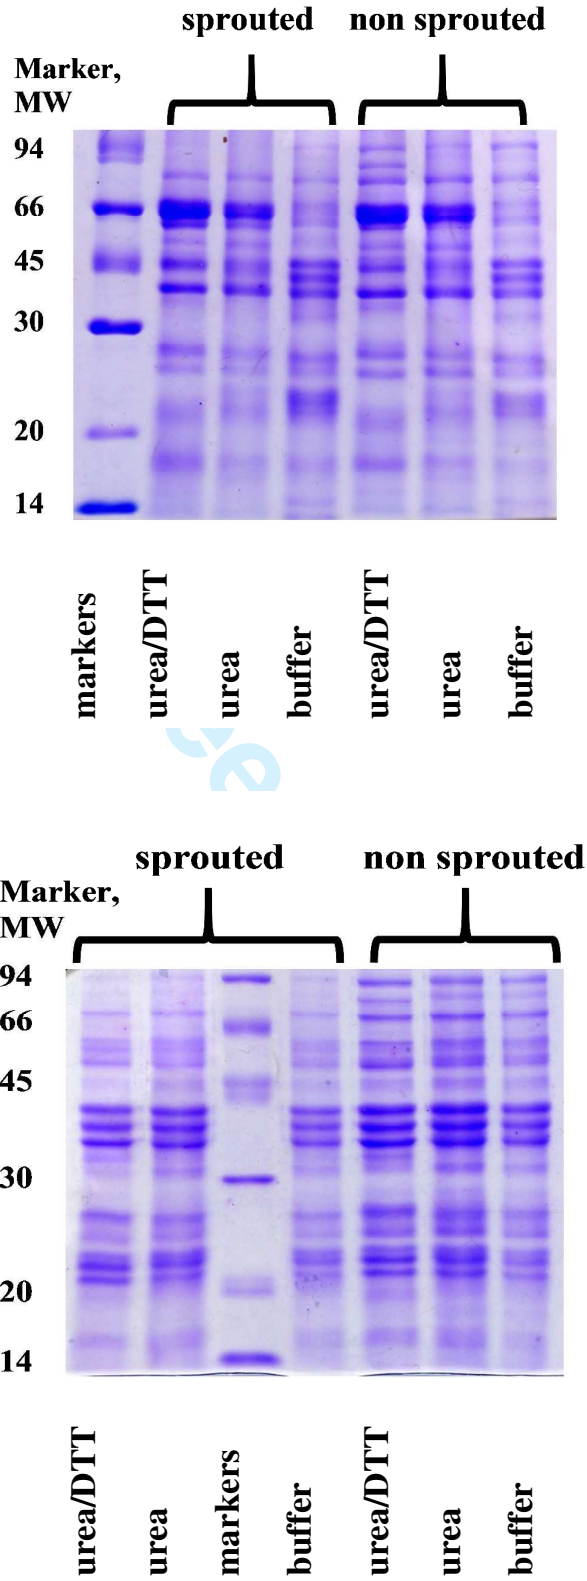 sprouted non sprouted
Marker,
MW
94
66
45
30
20
14
markers
urea/DTT
urea
buffer
urea/DTT
urea
buffer
sprouted non sprouted
Marker,
MW
94
66
45
30
20
14
urea/DTT
urea
markers
buffer
urea/DTT
urea
buffer